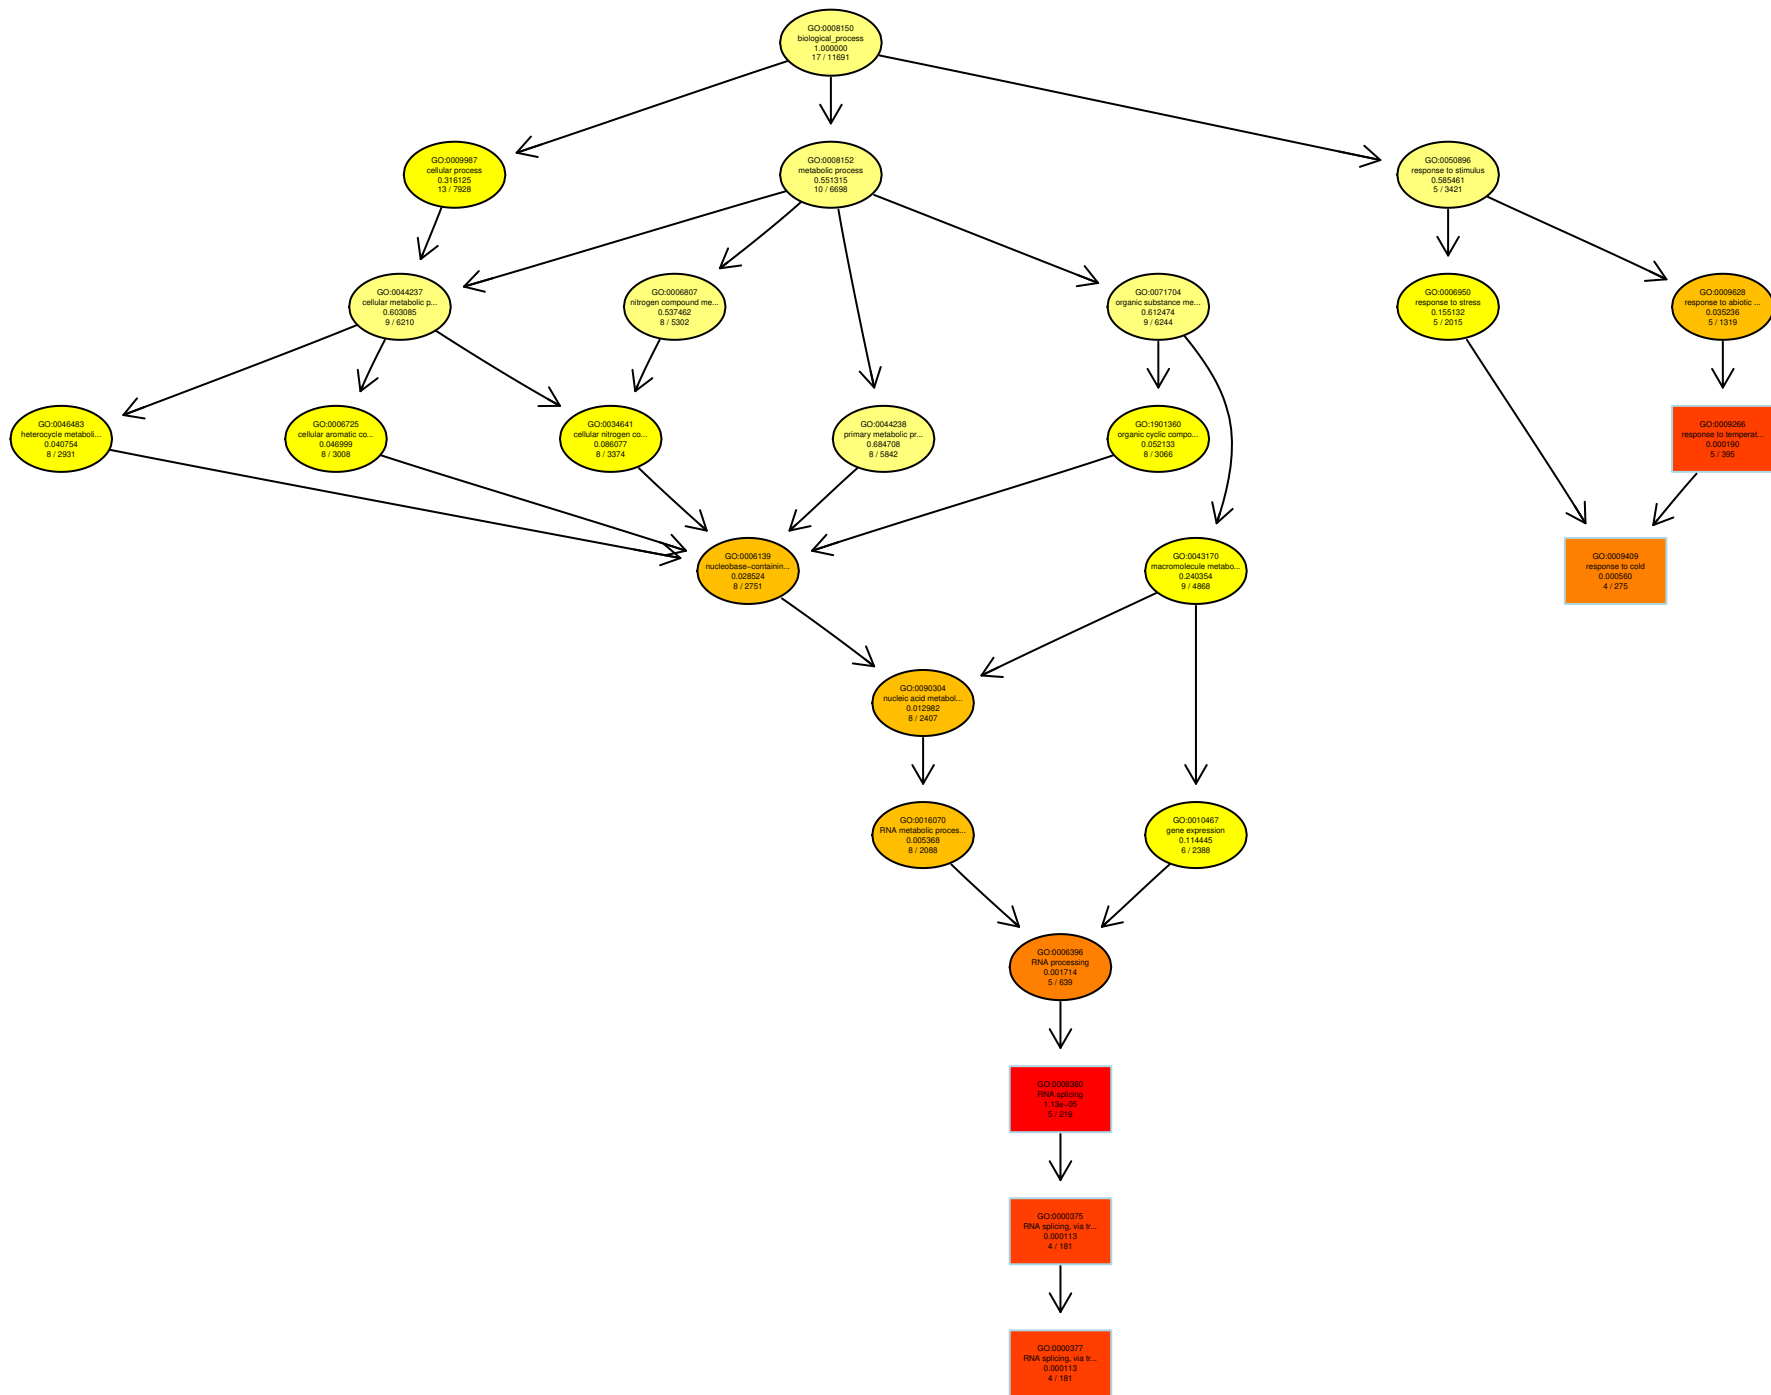 GO:0008150
biological_process
1.000000
17 / 11691
GO:0009987
cellular process
0.316125
13 / 7928
GO:0008152
metabolic process
0.551315
10 / 6698
GO:0050896
response to stimulus
0.585461
5 / 3421
GO:0044237
cellular metabolic p...
0.603085
9 / 6210
GO:0006807
nitrogen compound me...
0.537462
8 / 5302
GO:0071704
organic substance me...
0.612474
9 / 6244
GO:0006950
response to stress
0.155132
5 / 2015
GO:0009628
response to abiotic ...
0.035236
5 / 1319
GO:0046483
heterocycle metaboli...
0.040754
8 / 2931
GO:0006725
cellular aromatic co...
0.046999
8 / 3008
GO:0034641
cellular nitrogen co...
0.086077
8 / 3374
GO:0044238
primary metabolic pr...
0.684708
8 / 5842
GO:1901360
organic cyclic compo...
0.052133
8 / 3066
GO:0009266
response to temperat...
0.000190
5 / 395
GO:0006139
nucleobase-containin...
0.028524
8 / 2751
GO:0043170
macromolecule metabo...
0.240354
9 / 4868
GO:0009409
response to cold
0.000560
4 / 275
GO:0090304
nucleic acid metabol...
0.012982
8 / 2407
GO:0016070
RNA metabolic proces...
0.005368
8 / 2088
GO:0010467
gene expression
0.114445
6 / 2388
GO:0006396
RNA processing
0.001714
5 / 639
GO:0008380
RNA splicing
1.13e-05
5 / 219
GO:0000375
RNA splicing, via tr...
0.000113
4 / 181
GO:0000377
RNA splicing, via tr...
0.000113
4 / 181